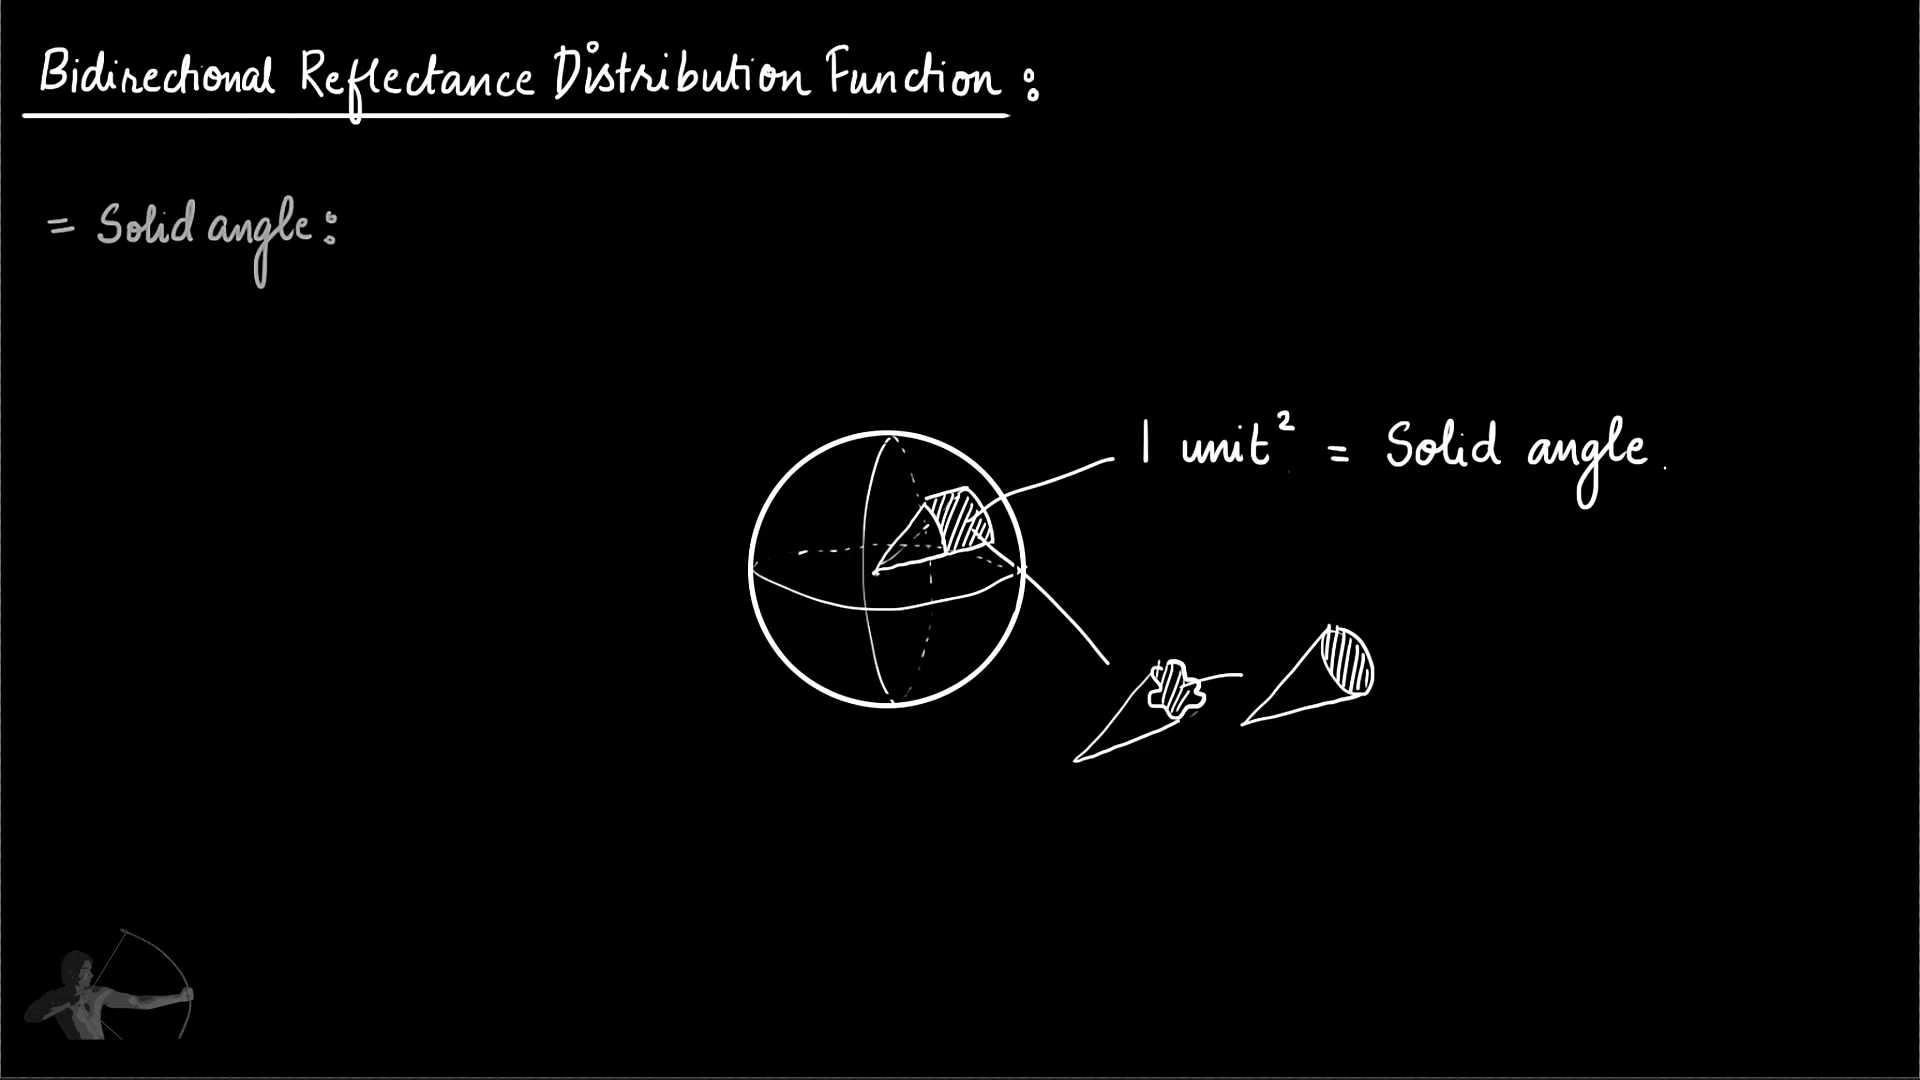 Bidirectional Reflectance Distribution Function :
= Solid angle :
1 unit² = Solid angle.